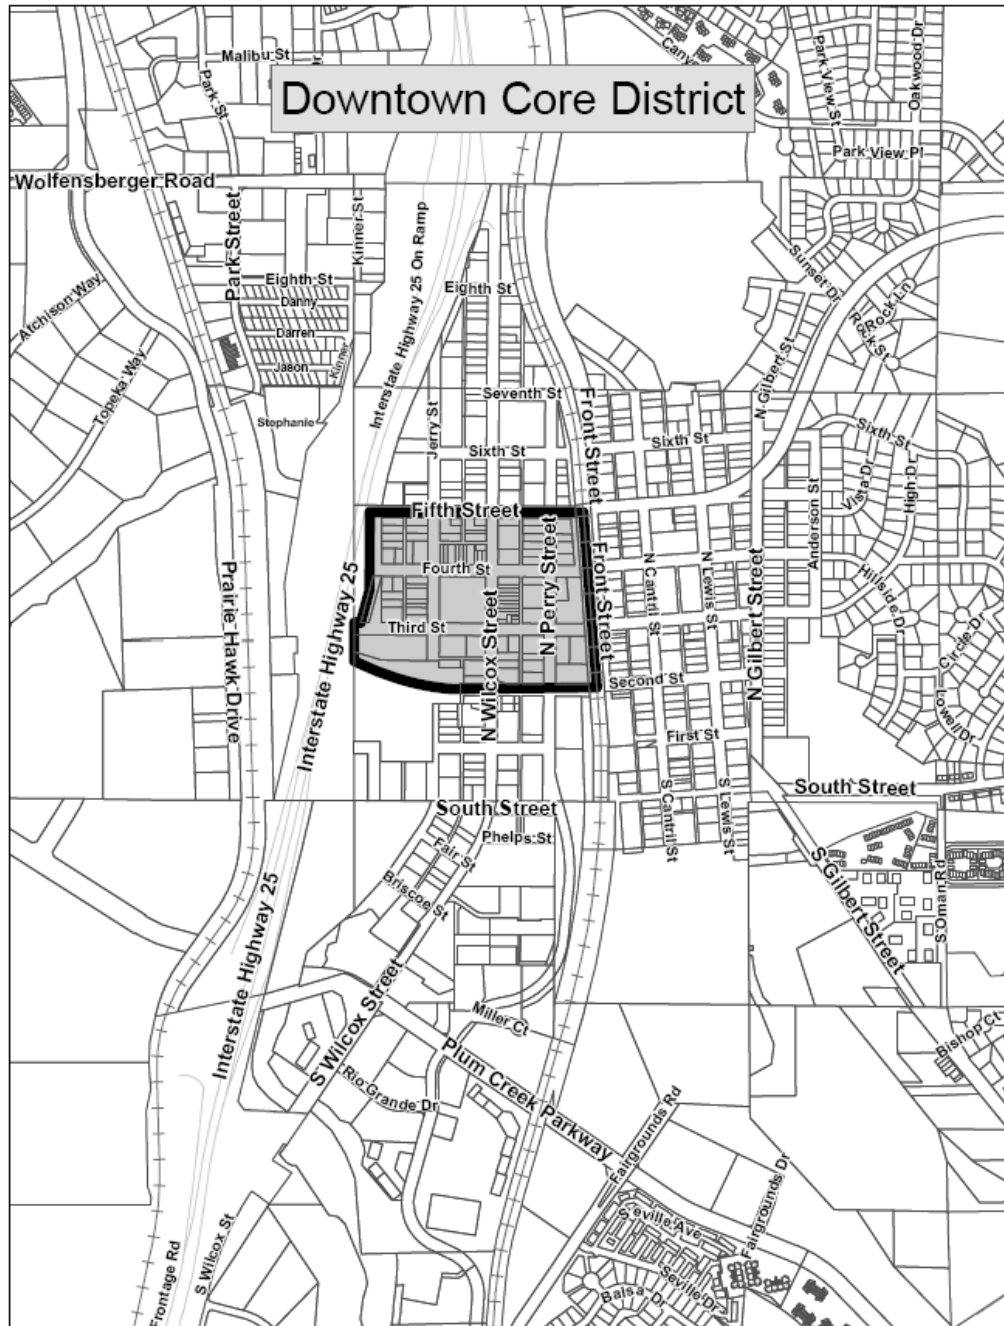 Malibu St
Dr
Park St
Canyo
Park View St
Oakwood Dr
Downtown Core District
Park View Pl
Wolfensberger Road
Park Street
Kinner St
Interstate Highway 25 On Ramp
Sunset Dr
Eighth St
Danny
Eighth St
Atchison Way
Rock Ln
Rock St
Darren
Jason
Kinner
N Gilbert St
Topeka Way
Seventh St
Front Street
Stephanie
Jerry St
Sixth St
Sixth St
Sixth St
Vista Dr
High Dr
Fifth Street
Anderson St
Fourth St
N Perry Street
Front Street
N Cantril St
N Lewis St
N Gilbert Street
Hillside Dr
Prairie Hawk Drive
Interstate Highway 25
Third St
N Wilcox Street
Circle Dr
Second St
Lowell Dr
First St
South Street
South Street
S Cantril St
S Lewis St
Phelps St
Fair St
Briscoe St
S Gilbert Street
S Oman Rd
Interstate Highway 25
S Wilcox Street
Miller Ct
Bishop Ct
Plum Creek Parkway
Rio Grande Dr
Fairgrounds Rd
Fairgrounds Dr
Seville Ave
S Wilcox St
Frontage Rd
Seville Dr
Balsa Dr